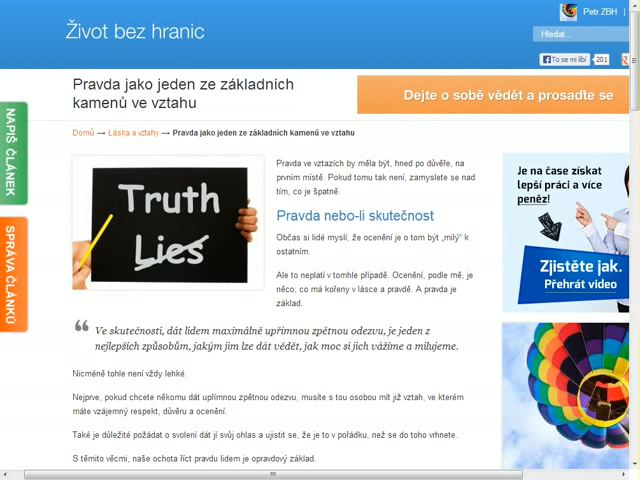 Život bez hranic
Petr ZBH |
Hledat...
To se mi líbí 201
Pravda jako jeden ze základních
kamenů ve vztahu
Dejte o sobě vědět a prosaďte se
NAPIŠ ČLÁNEK
SPRÁVA ČLÁNKŮ
Domů → Láska a vztahy → Pravda jako jeden ze základních kamenů ve vztahu
Truth
Lies
Pravda ve vztazích by měla být, hned po důvěře, na
prvním místě. Pokud tomu tak není, zamyslete se nad
tím, co je špatně.
Pravda nebo-li skutečnost
Občas si lidé myslí, že ocenění je o tom být „milý“ k
ostatním.
Ale to neplatí v tomhle případě. Ocenění, podle mě, je
něco, co má kořeny v lásce a pravdě. A pravda je
základ.
Je na čase získat
lepší práci a více
peněz!
Zjistěte jak.
Přehrát video
“ Ve skutečnosti, dát lidem maximálně upřímnou zpětnou odezvu, je jeden z
nejlepších způsobům, jakým jim lze dát vědět, jak moc si jich vážíme a milujeme.
Nicméně tohle není vždy lehké.
Nejprve, pokud chcete někomu dát upřímnou zpětnou odezvu, musíte s tou osobou mít již vztah, ve kterém
máte vzájemný respekt, důvěru a ocenění.
Také je důležité požádat o svolení dát jí svůj ohlas a ujistit se, že je to v pořádku, než se do toho vrhnete.
S těmito věcmi, naše ochota říct pravdu lidem je opravdový základ.